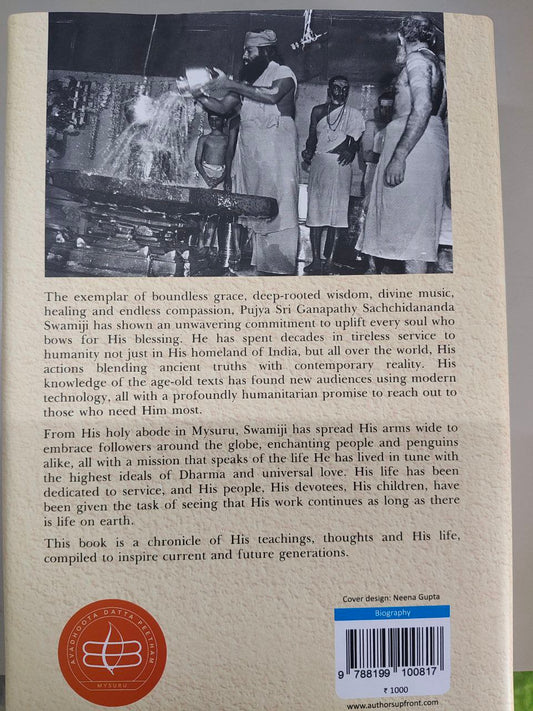 The exemplar of boundless grace, deep-rooted wisdom, divine music,
healing and endless compassion, Pujya Sri Ganapathy Sachchidananda
Swamiji has shown an unwavering commitment to uplift every soul who
bows for His blessing. He has spent decades in tireless service to
humanity not just in His homeland of India, but all over the world, His
actions blending ancient truths with contemporary reality. His
knowledge of the age-old texts has found new audiences using modern
technology, all with a profoundly humanitarian promise to reach out to
those who need Him most.
From His holy abode in Mysuru, Swamiji has spread His arms wide to
embrace followers around the globe, enchanting people and penguins
alike, all with a mission that speaks of the life He has lived in tune with
the highest ideals of Dharma and universal love. His life has been
dedicated to service, and His people, His devotees, His children, have
been given the task of seeing that His work continues as long as there
is life on earth.
This book is a chronicle of His teachings, thoughts and His life,
compiled to inspire current and future generations.
AVADHOOTA DATTA PEETHAM
MYSURU
Cover design: Neena Gupta
Biography
9 788199 100817
₹ 1000
www.authorsupfront.com